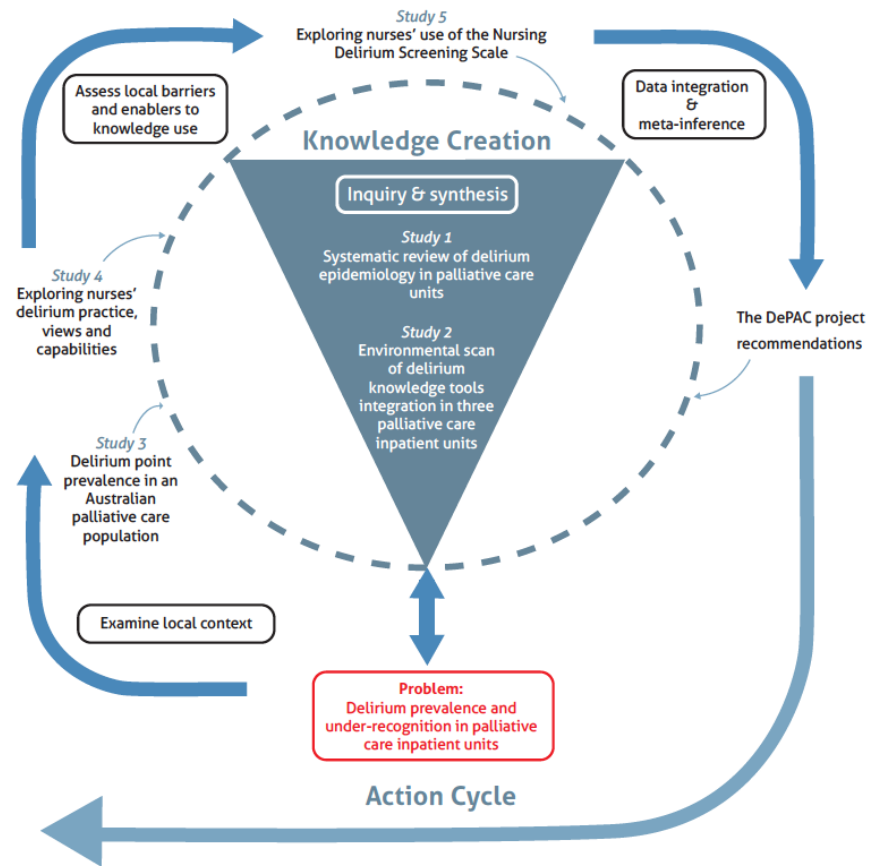 Study 5
Exploring nurses' use of the Nursing
Delirium Screening Scale
Assess local barriers
and enablers to
knowledge use
Data integration
&
meta-inference
Knowledge Creation
Inquiry & synthesis
Study 1
Systematic review of delirium
epidemiology in palliative care
units
Study 2
Environmental scan
of delirium
knowledge tools
integration in three
palliative care
inpatient units
Study 4
Exploring nurses'
delirium practice,
views and
capabilities
The DePAC project
recommendations
Study 3
Delirium point
prevalence in an
Australian
palliative care
population
Examine local context
Problem:
Delirium prevalence and
under-recognition in palliative
care inpatient units
Action Cycle